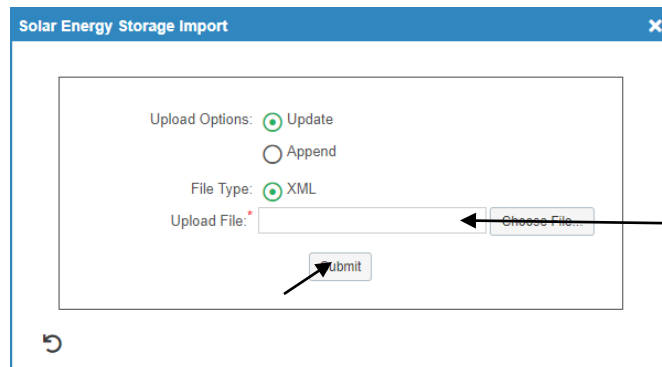 Solar Energy Storage Import
Upload Options: Update
Append
File Type: XML
Upload File:* Choose File...
Submit